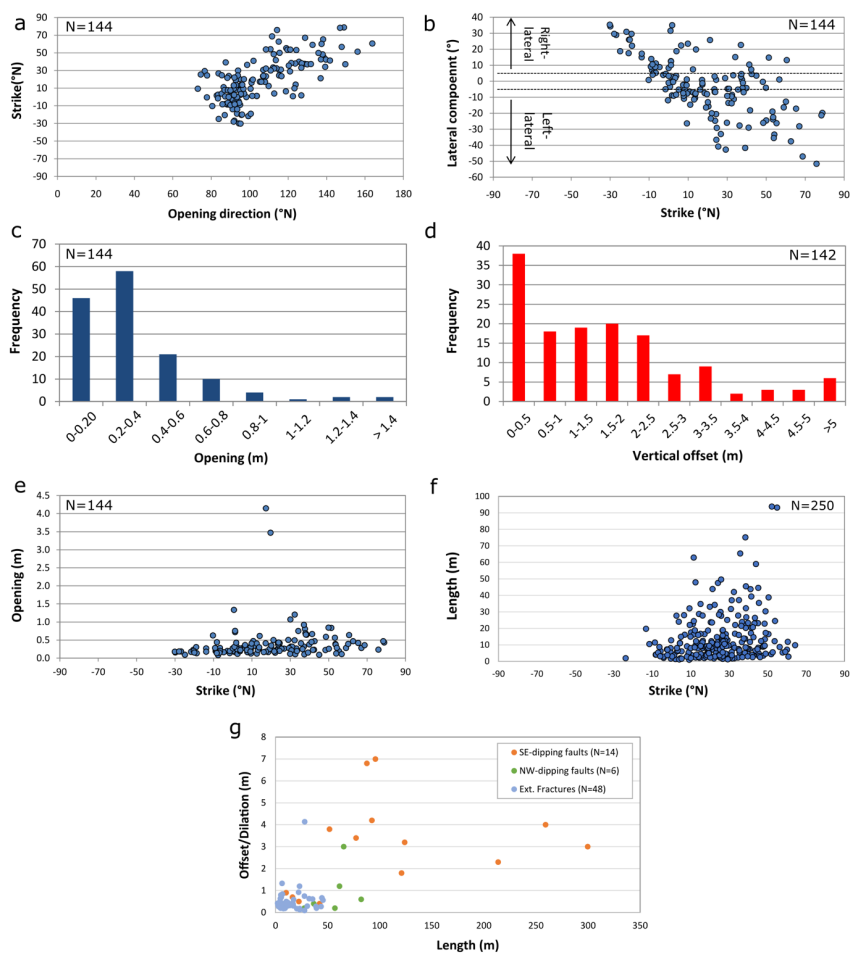 a
N=144
Strike(°N)
90
70
50
30
10
-10
-30
-50
-70
-90
0 20 40 60 80 100 120 140 160 180
Opening direction (°N)
b
N=144
Lateral compoennt (°)
40
30
20
10
0
-10
-20
-30
-40
-50
-60
Right-
lateral
Left-
lateral
-90 -70 -50 -30 -10 10 30 50 70 90
Strike (°N)
c
N=144
Frequency
70
60
50
40
30
20
10
0
0-0.20 0.2-0.4 0.4-0.6 0.6-0.8 0.8-1 1-1.2 1.2-1.4 > 1.4
Opening (m)
d
N=142
Frequency
40
35
30
25
20
15
10
5
0
0-0.5 0.5-1 1-1.5 1.5-2 2-2.5 2.5-3 3-3.5 3.5-4 4-4.5 4.5-5 >5
Vertical offset (m)
e
N=144
Opening (m)
4.5
4.0
3.5
3.0
2.5
2.0
1.5
1.0
0.5
0.0
-90 -70 -50 -30 -10 10 30 50 70 90
Strike (°N)
f
N=250
Length (m)
100
90
80
70
60
50
40
30
20
10
0
-90 -70 -50 -30 -10 10 30 50 70 90
Strike (°N)
g
Offset/Dilation (m)
8
7
6
5
4
3
2
1
0
SE-dipping faults (N=14)
NW-dipping faults (N=6)
Ext. Fractures (N=48)
0 50 100 150 200 250 300 350
Length (m)